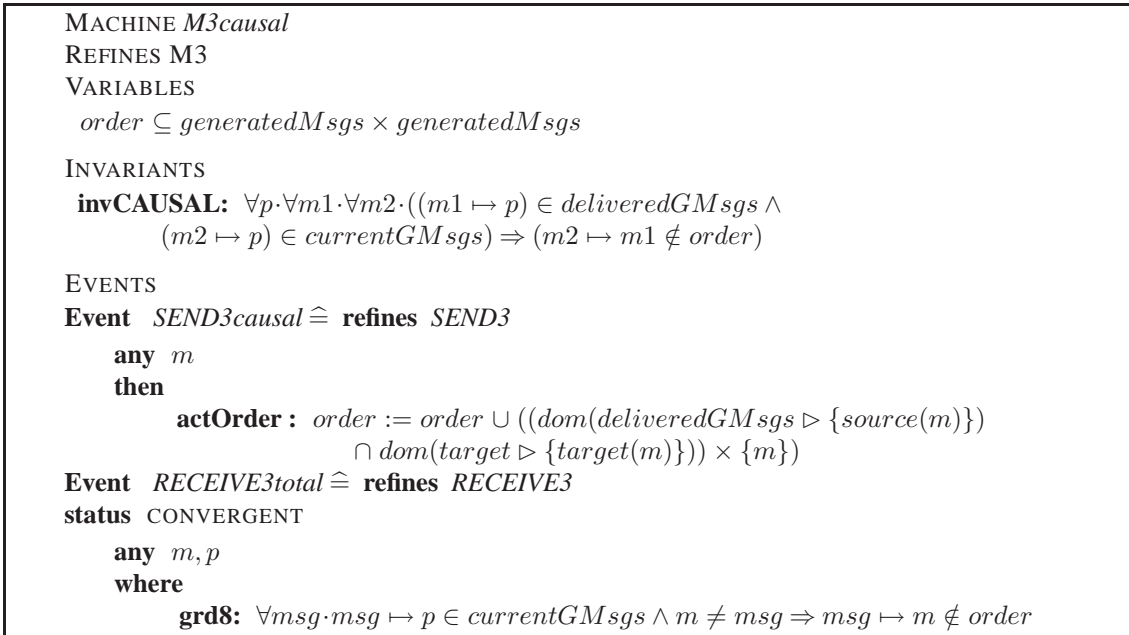 MACHINE M3causal
REFINES M3
VARIABLES
order ⊆ generatedMsgs × generatedMsgs
INVARIANTS
invCAUSAL: ∀p·∀m1·∀m2·((m1 ↦ p) ∈ deliveredGMsgs ∧
(m2 ↦ p) ∈ currentGMsgs) ⇒ (m2 ↦ m1 ∉ order)
EVENTS
Event SEND3causal ≙ refines SEND3
any m
then
actOrder : order := order ∪ ((dom(deliveredGMsgs ▷ {source(m)})
∩ dom(target ▷ {target(m)})) × {m})
Event RECEIVE3total ≙ refines RECEIVE3
status CONVERGENT
any m, p
where
grd8: ∀msg·msg ↦ p ∈ currentGMsgs ∧ m ≠ msg ⇒ msg ↦ m ∉ order